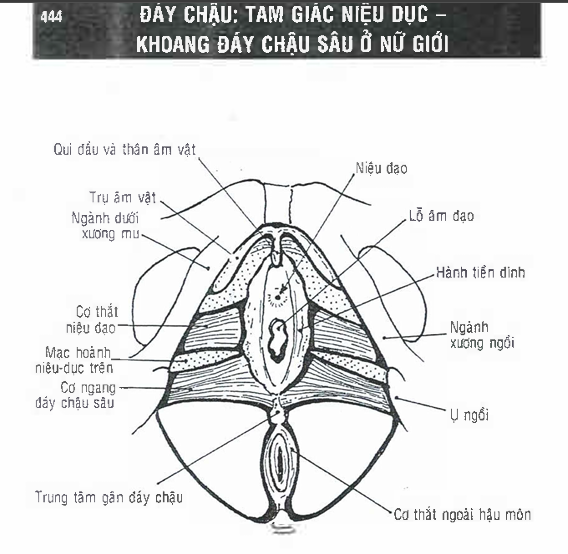 444
ĐÁY CHẬU: TAM GIÁC NIỆU DỤC –
KHOANG ĐÁY CHẬU SÂU Ở NỮ GIỚI
Qui đầu và thân âm vật
Niệu đạo
Trụ âm vật
Lỗ âm đạo
Ngành dưới
xương mu
Hành tiền đình
Cơ thắt
niệu đạo
Ngành
xương ngồi
Mạc hoành
niệu-dục trên
Cơ ngang
đáy chậu sâu
Ụ ngồi
Trung tâm gân đáy chậu
Cơ thắt ngoài hậu môn